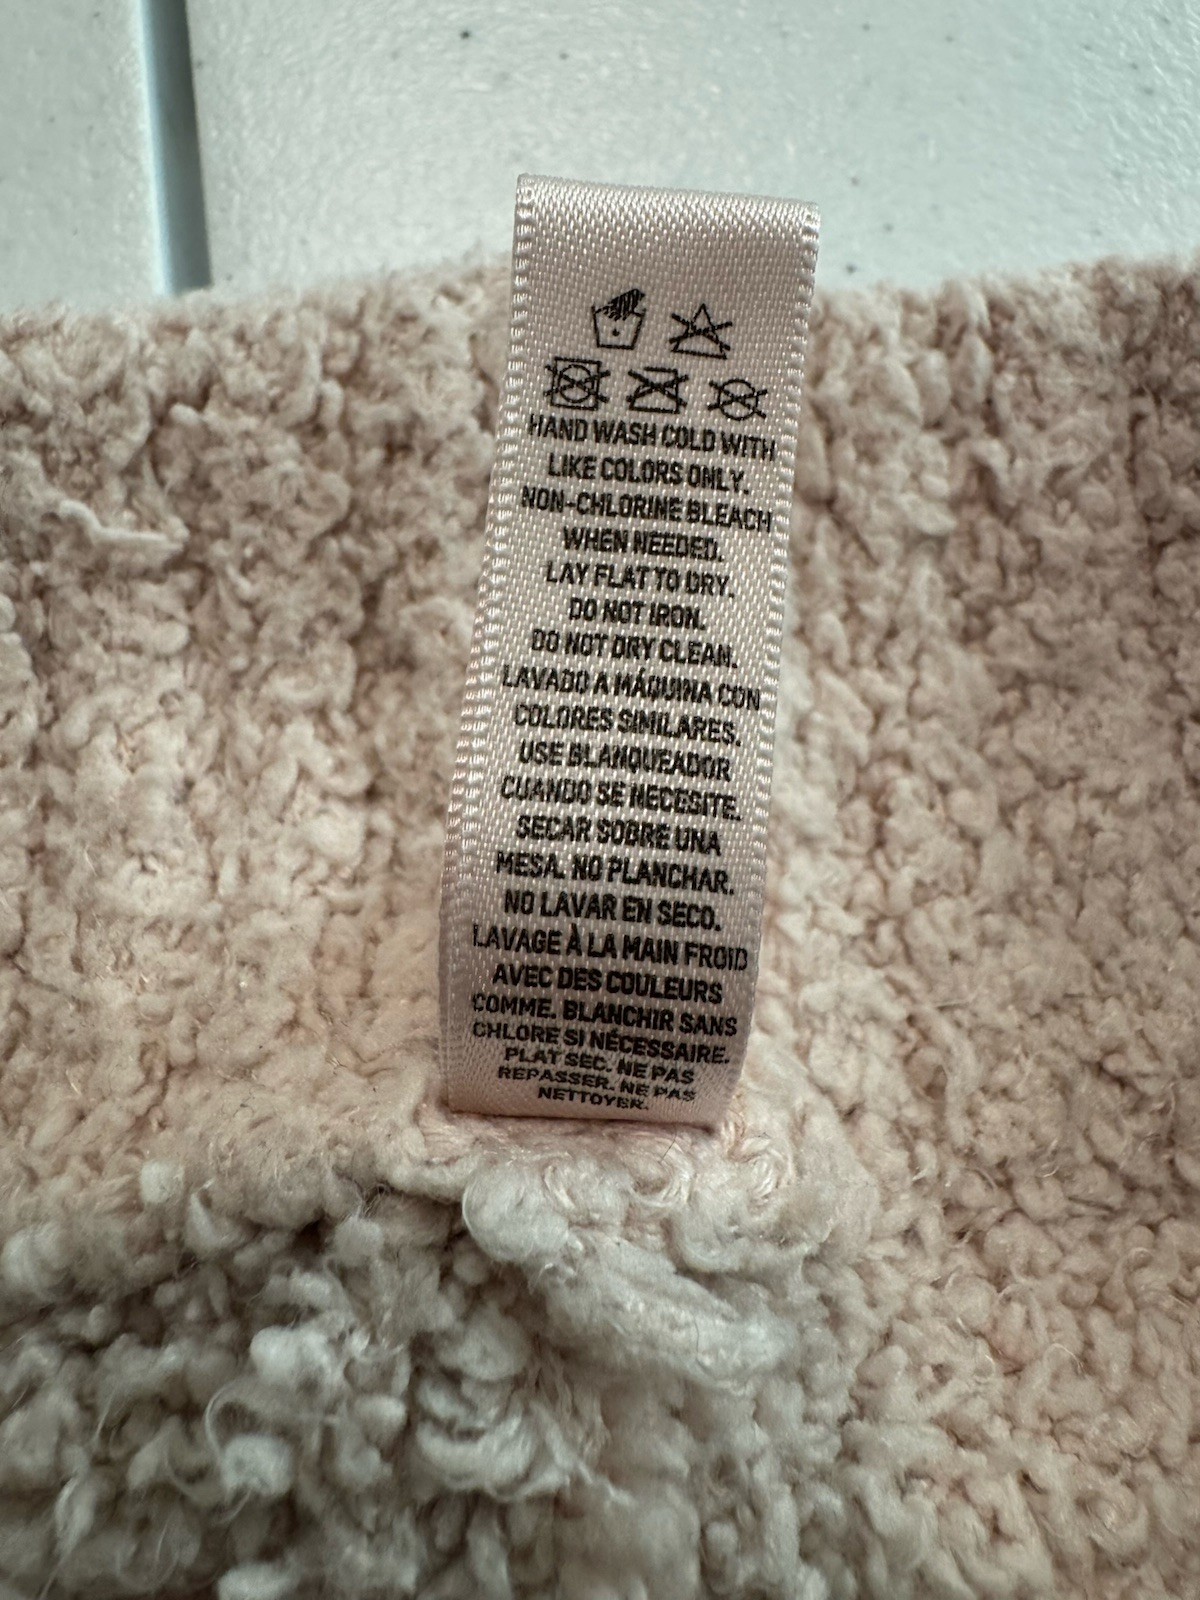 HAND WASH COLD WITH
LIKE COLORS ONLY.
NON-CHLORINE BLEACH
WHEN NEEDED.
LAY FLAT TO DRY.
DO NOT IRON.
DO NOT DRY CLEAN.
LAVADO A MÁQUINA CON
COLORES SIMILARES.
USE BLANQUEADOR
CUANDO SE NECESITE.
SECAR SOBRE UNA
MESA. NO PLANCHAR.
NO LAVAR EN SECO.
LAVAGE À LA MAIN FROID
AVEC DES COULEURS
COMME. BLANCHIR SANS
CHLORE SI NÉCESSAIRE.
PLAT SEC. NE PAS
REPASSER. NE PAS
NETTOYER.